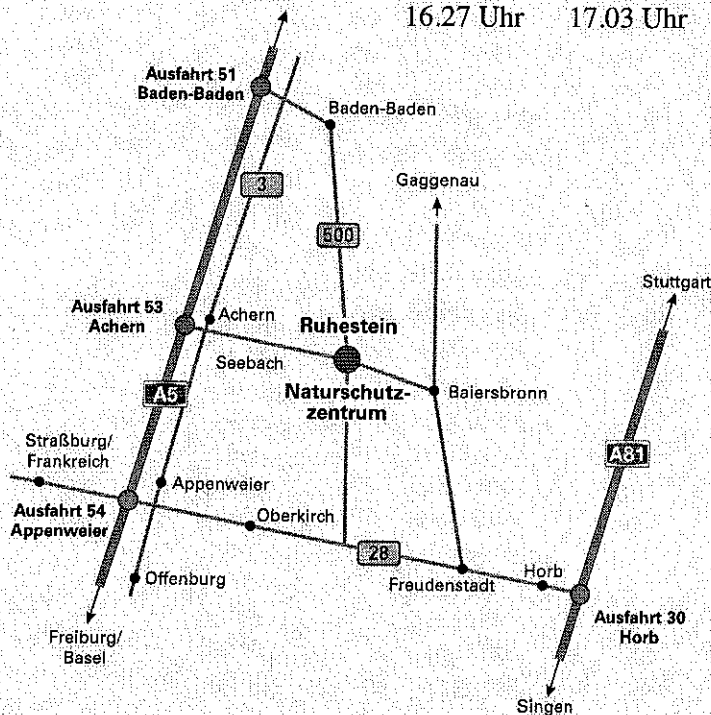 16.27 Uhr 17.03 Uhr
Ausfahrt 51
Baden-Baden
Baden-Baden
3
Gaggenau
500
Stuttgart
Ausfahrt 53
Achern
Achern
Ruhestein
Seebach
Naturschutz-
zentrum
A5
Baiersbronn
Straßburg/
Frankreich
A81
Appenweier
Ausfahrt 54
Appenweier
Oberkirch
28
Offenburg
Freudenstadt
Horb
Ausfahrt 30
Horb
Freiburg/
Basel
Singen